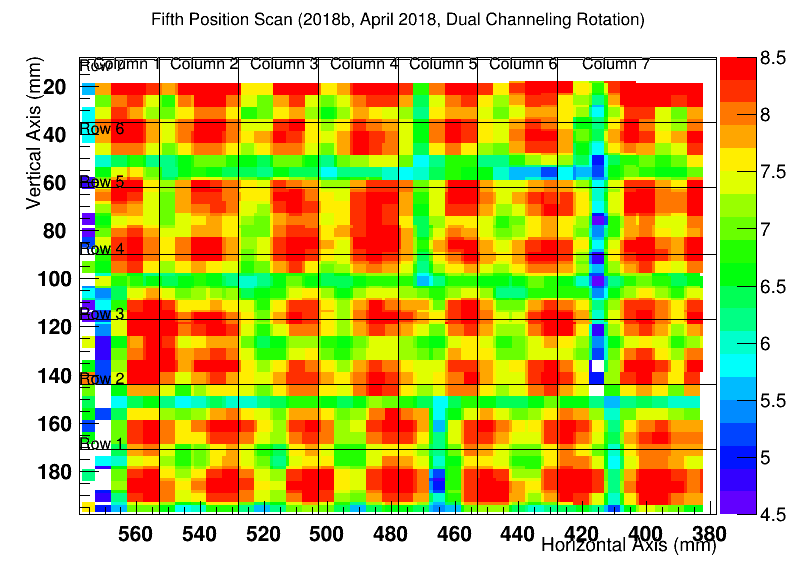 Fifth Position Scan (2018b, April 2018, Dual Channeling Rotation)
Column 1 Column 2 Column 3 Column 4 Column 5 Column 6 Column 7
Row 7
Row 6
Row 5
Row 4
Row 3
Row 2
Row 1
Vertical Axis (mm)
20
40
60
80
100
120
140
160
180
560 540 520 500 480 460 440 420 400 380
Horizontal Axis (mm)
8.5
8
7.5
7
6.5
6
5.5
5
4.5